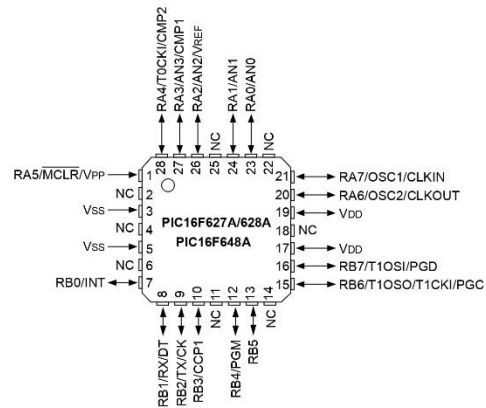 RA4/T0CKI/CMP2
RA3/AN3/CMP1
RA2/AN2/VREF
NC
RA1/AN1
RA0/AN0
NC
28
27
26
25
24
23
22
RA5/MCLR/VPP
1
NC
2
VSS
3
NC
4
VSS
5
NC
6
RB0/INT
7
PIC16F627A/628A
PIC16F648A
21
RA7/OSC1/CLKIN
20
RA6/OSC2/CLKOUT
19
VDD
18
NC
17
VDD
16
RB7/T1OSI/PGD
15
RB6/T1OSO/T1CKI/PGC
8
9
10
11
12
13
14
RB1/RX/DT
RB2/TX/CK
RB3/CCP1
NC
RB4/PGM
RB5
NC